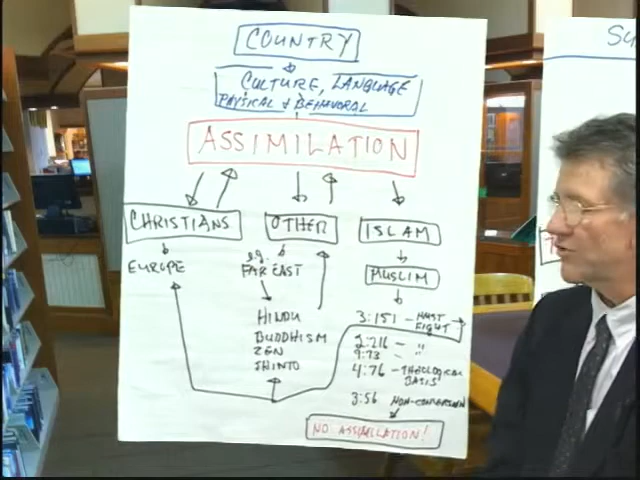 COUNTRY
CULTURE, LANGUAGE
PHYSICAL & BEHAVIORAL
ASSIMILATION
CHRISTIANS
OTHER
ISLAM
EUROPE
e.g.
FAR EAST
MUSLIM
HINDU
BUDDHISM
ZEN
SHINTO
3:151 - MUST
FIGHT
2:216 - "
9:73 - "
4:76 - THEOLOGICAL
BASIS
3:56 NON-CONVERSION
NO ASSIMILATION!